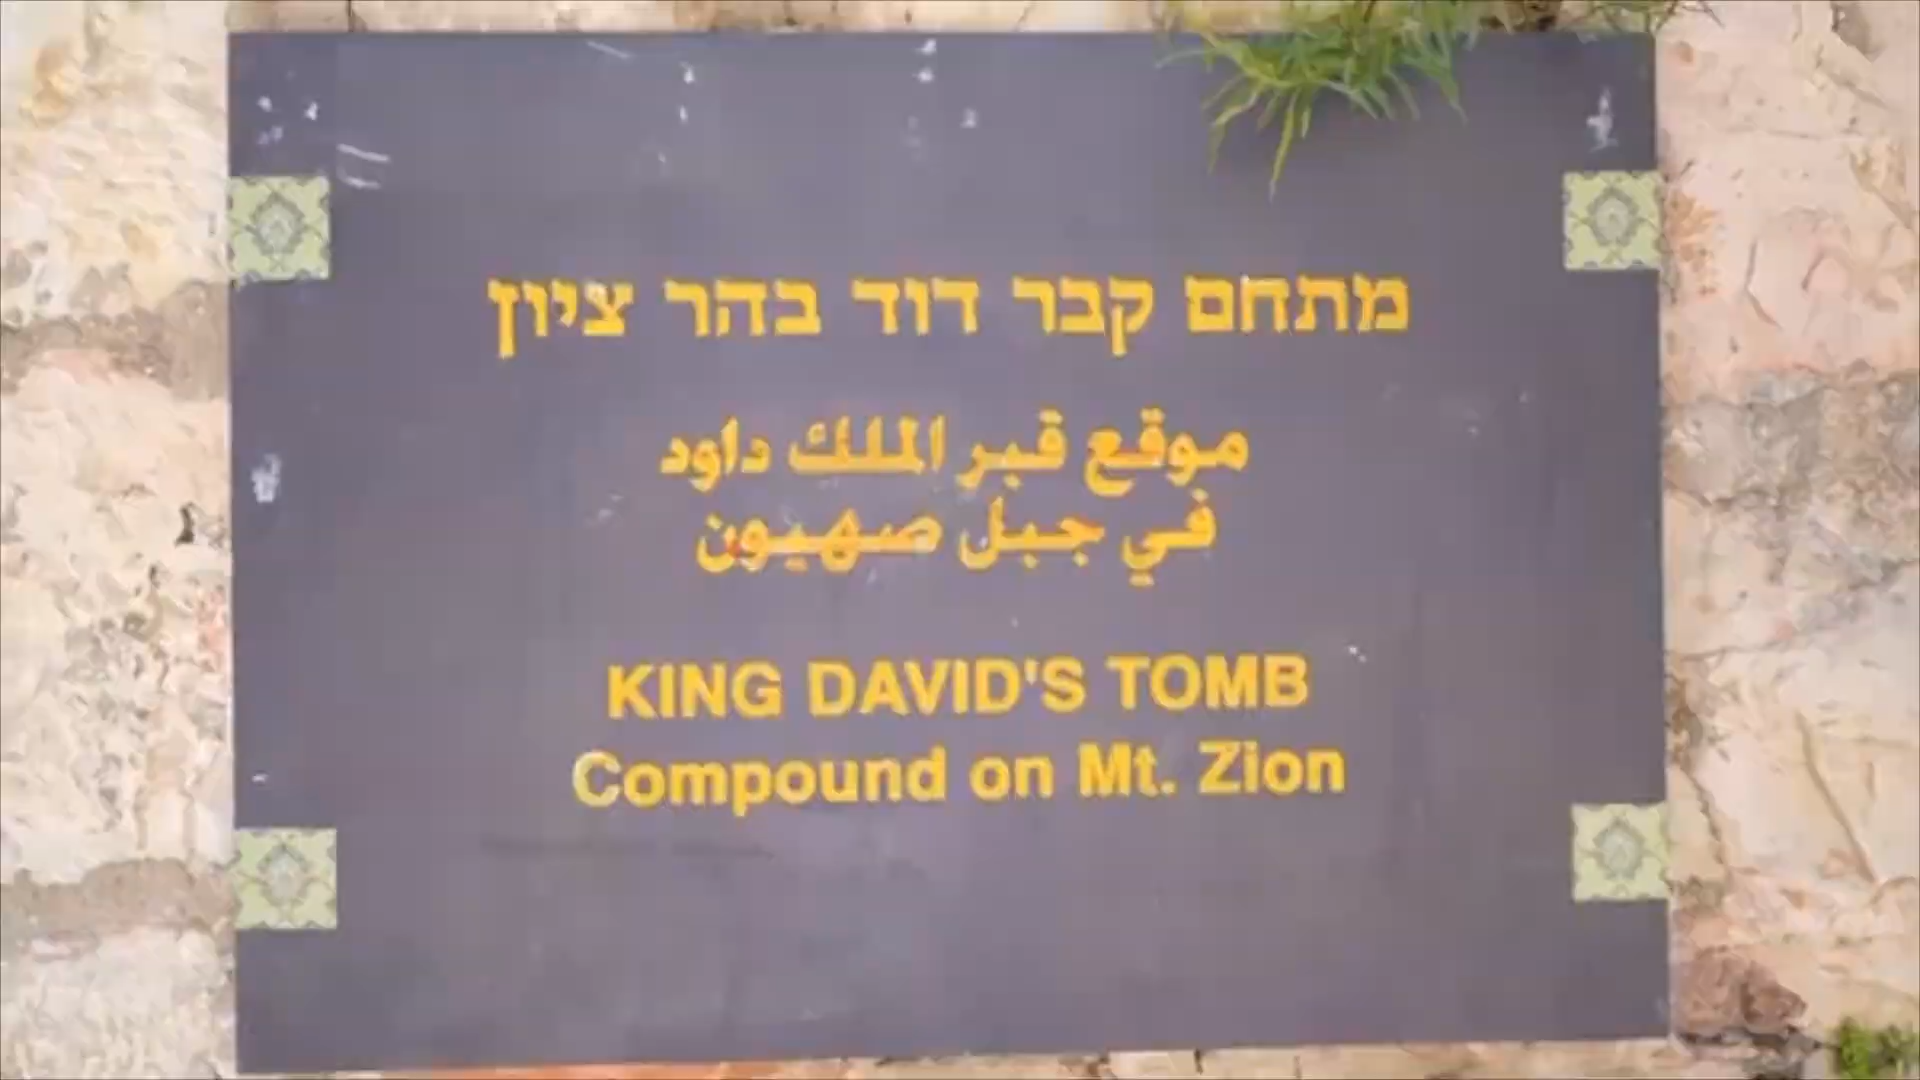 מתחם קבר דוד בהר ציון
موقع قبر الملك داود
في جبل صهيون
KING DAVID'S TOMB
Compound on Mt. Zion